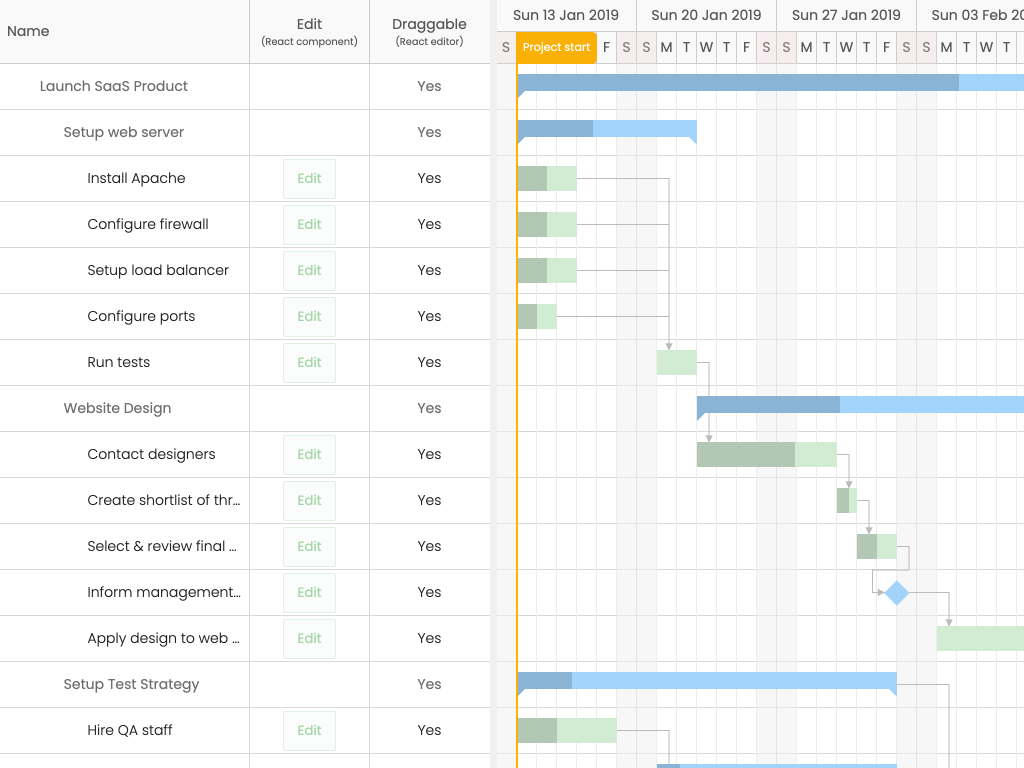 Name
Edit
(React component)
Draggable
(React editor)
Sun 13 Jan 2019 Sun 20 Jan 2019 Sun 27 Jan 2019 Sun 03 Feb 20
S Project start F S S M T W T F S S M T W T F S S M T W T
Launch SaaS Product Yes
Setup web server Yes
Install Apache Edit Yes
Configure firewall Edit Yes
Setup load balancer Edit Yes
Configure ports Edit Yes
Run tests Edit Yes
Website Design Yes
Contact designers Edit Yes
Create shortlist of thr… Edit Yes
Select & review final … Edit Yes
Inform management… Edit Yes
Apply design to web … Edit Yes
Setup Test Strategy Yes
Hire QA staff Edit Yes